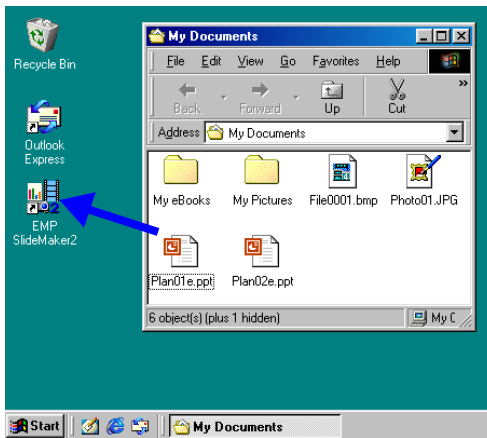 Recycle Bin
Outlook
Express
EMP
SlideMaker2
My Documents
File Edit View Go Favorites Help
Back Forward Up Cut »
Address My Documents
My eBooks My Pictures File0001.bmp Photo01.JPG
Plan01e.ppt Plan02e.ppt
6 object(s) (plus 1 hidden) My C
Start My Documents